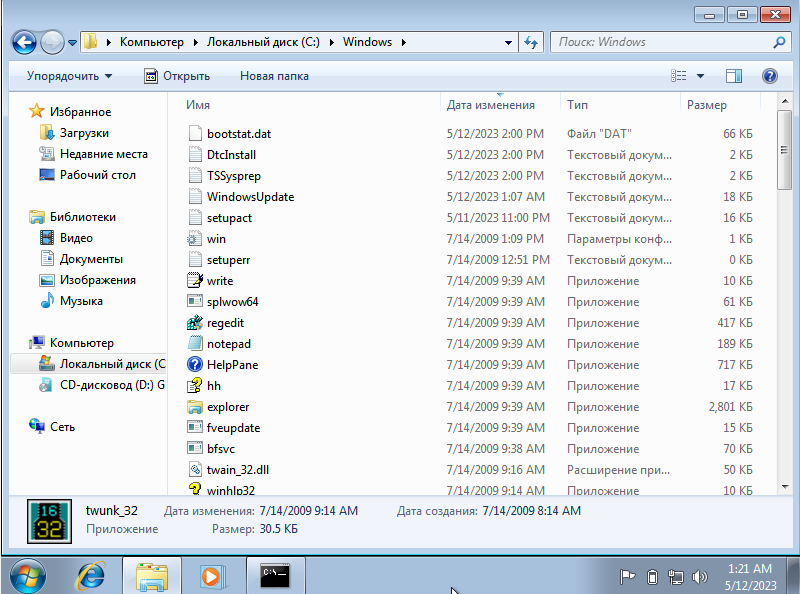 Компьютер Локальный диск (C:) Windows
Поиск: Windows
Упорядочить Открыть Новая папка
Избранное
Загрузки
Недавние места
Рабочий стол
Библиотеки
Видео
Документы
Изображения
Музыка
Компьютер
Локальный диск (C
CD-дисковод (D:) G
Сеть
Имя Дата изменения Тип Размер
bootstat.dat 5/12/2023 2:00 PM Файл "DAT" 66 КБ
DtcInstall 5/12/2023 2:00 PM Текстовый докум... 2 КБ
TSSysprep 5/12/2023 2:00 PM Текстовый докум... 2 КБ
WindowsUpdate 5/12/2023 1:07 AM Текстовый докум... 18 КБ
setupact 5/11/2023 11:00 PM Текстовый докум... 16 КБ
win 7/14/2009 1:09 PM Параметры конф... 1 КБ
setuperr 7/14/2009 12:51 PM Текстовый докум... 0 КБ
write 7/14/2009 9:39 AM Приложение 10 КБ
splwow64 7/14/2009 9:39 AM Приложение 61 КБ
regedit 7/14/2009 9:39 AM Приложение 417 КБ
notepad 7/14/2009 9:39 AM Приложение 189 КБ
HelpPane 7/14/2009 9:39 AM Приложение 717 КБ
hh 7/14/2009 9:39 AM Приложение 17 КБ
explorer 7/14/2009 9:39 AM Приложение 2,801 КБ
fveupdate 7/14/2009 9:39 AM Приложение 15 КБ
bfsvc 7/14/2009 9:38 AM Приложение 70 КБ
twain_32.dll 7/14/2009 9:16 AM Расширение при... 50 КБ
winhlp32 7/14/2009 9:14 AM Приложение 10 КБ
16
32
twunk_32 Дата изменения: 7/14/2009 9:14 AM Дата создания: 7/14/2009 8:14 AM
Приложение Размер: 30.5 КБ
C:\
1:21 AM
5/12/2023